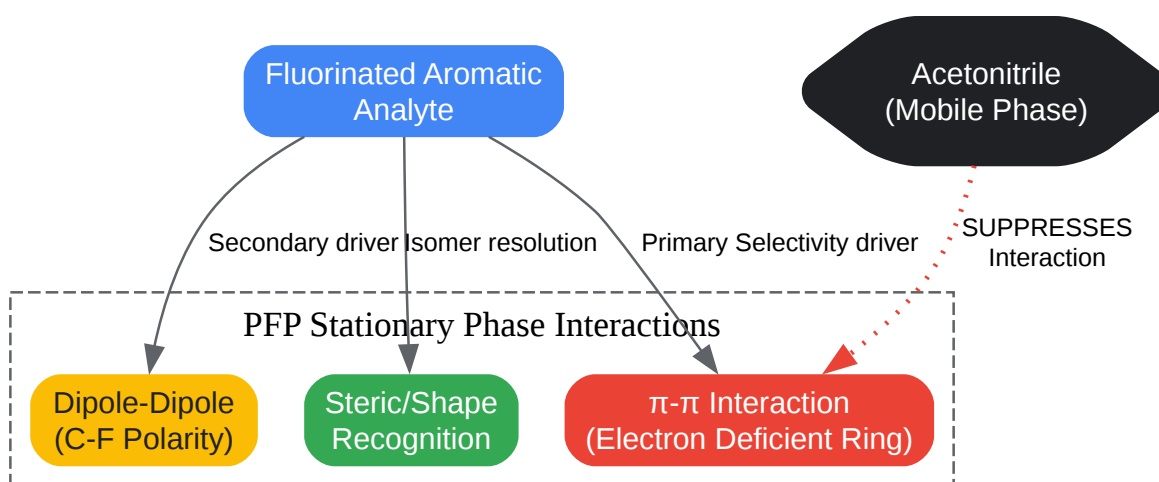 Fluorinated Aromatic
Analyte
Acetonitrile
(Mobile Phase)
Secondary driver
Isomer resolution
Primary Selectivity driver
SUPPRESSES
Interaction
PFP Stationary Phase Interactions
Dipole-Dipole
(C-F Polarity)
Steric/Shape
Recognition
π-π Interaction
(Electron Deficient Ring)